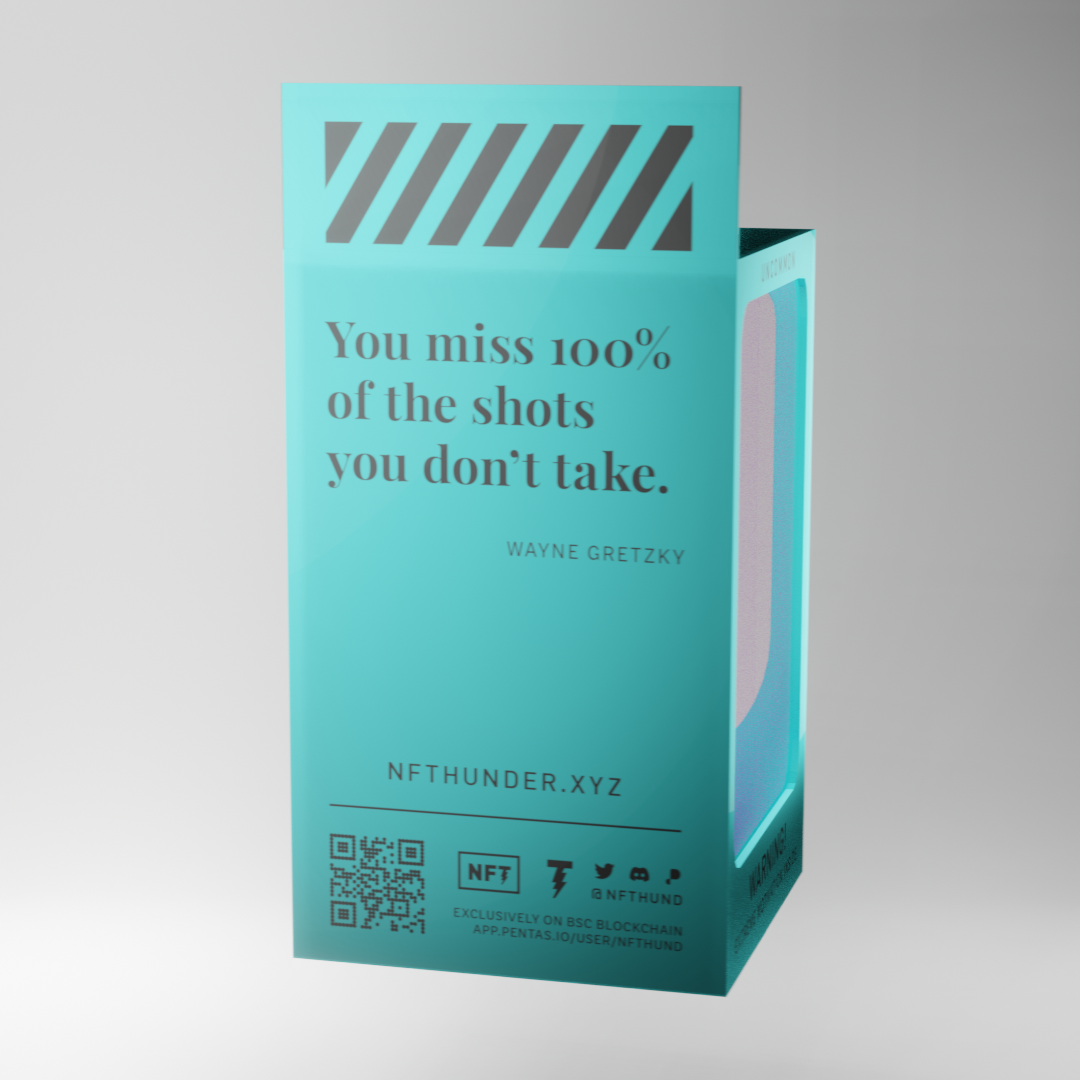 You miss 100%
of the shots
you don't take.
WAYNE GRETZKY
NFTHUNDER.XYZ
NFT
@NFTHUND
EXCLUSIVELY ON BSC BLOCKCHAIN
APP.PENTAS.IO/USER/NFTHUND
UNCOMMON
WARNING!